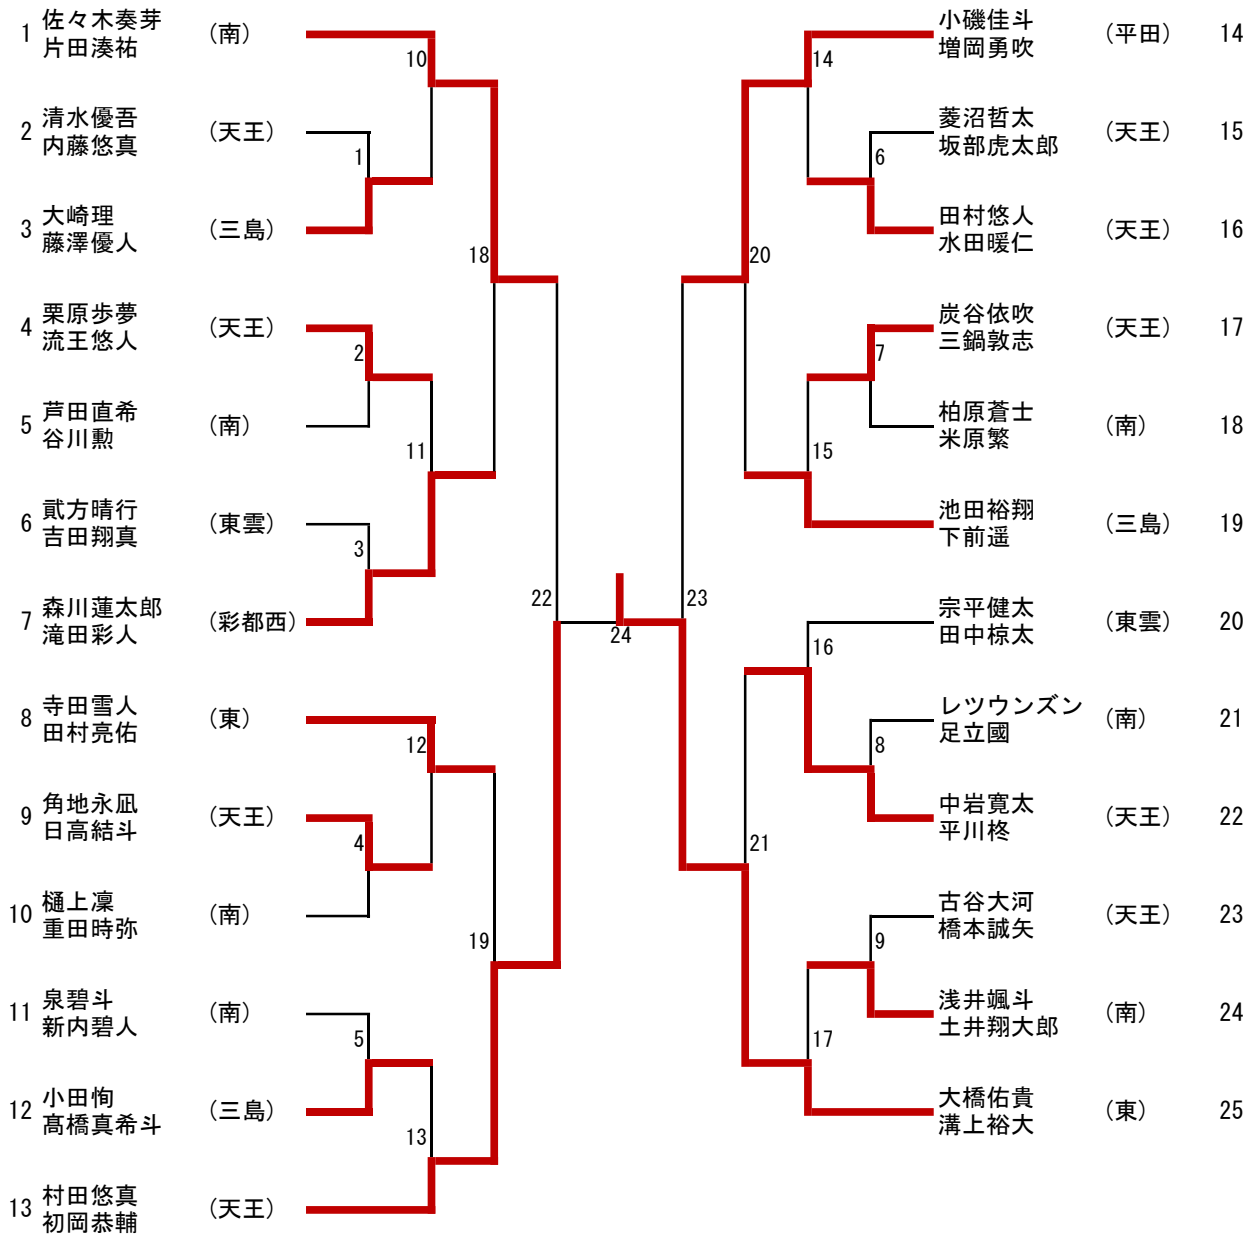 1 佐々木奏芽 (南)
片田湊祐
2 清水優吾 (天王)
内藤悠真
3 大崎理 (三島)
藤澤優人
4 栗原歩夢 (天王)
流王悠人
5 芦田直希 (南)
谷川勲
6 貮方晴行 (東雲)
吉田翔真
7 森川蓮太郎 (彩都西)
滝田彩人
8 寺田雪人 (東)
田村亮佑
9 角地永凪 (天王)
日高結斗
10 樋上凜 (南)
重田時弥
11 泉碧斗 (南)
新内碧人
12 小田恂 (三島)
髙橋真希斗
13 村田悠真 (天王)
初岡恭輔
10
1
18
2
11
3
22
12
4
19
5
13
24
14
6
20
7
15
23
16
8
21
9
17
小磯佳斗 (平田) 14
増岡勇吹
菱沼哲太 (天王) 15
坂部虎太郎
田村悠人 (天王) 16
水田暖仁
炭谷依吹 (天王) 17
三鍋敦志
柏原蒼士 (南) 18
米原繁
池田裕翔 (三島) 19
下前遥
宗平健太 (東雲) 20
田中椋太
レツウンズン (南) 21
足立國
中岩寛太 (天王) 22
平川柊
古谷大河 (天王) 23
橋本誠矢
浅井颯斗 (南) 24
土井翔大郎
大橋佑貴 (東) 25
溝上裕大